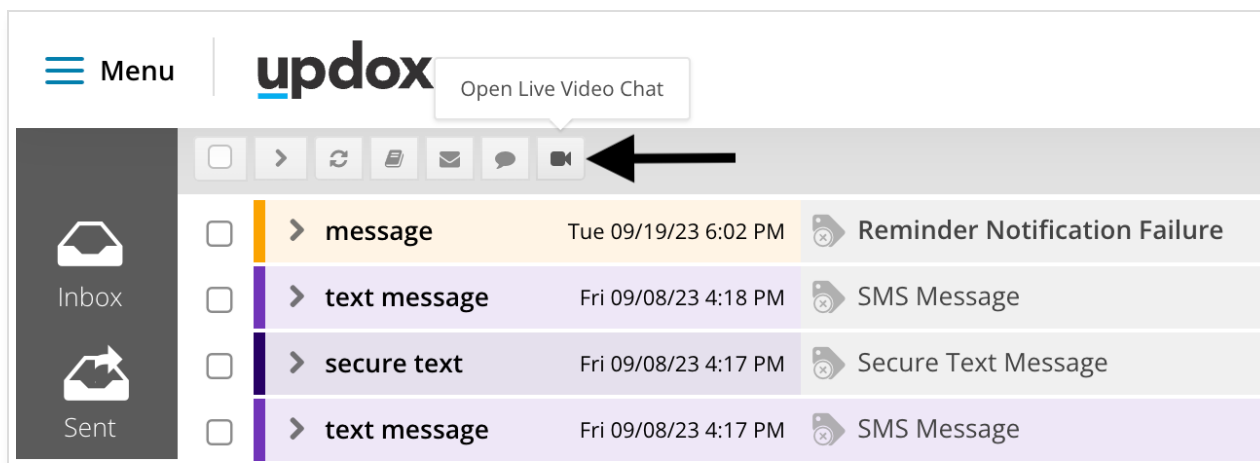 Menu
updox
Open Live Video Chat
message Tue 09/19/23 6:02 PM Reminder Notification Failure
Inbox
text message Fri 09/08/23 4:18 PM SMS Message
secure text Fri 09/08/23 4:17 PM Secure Text Message
Sent
text message Fri 09/08/23 4:17 PM SMS Message